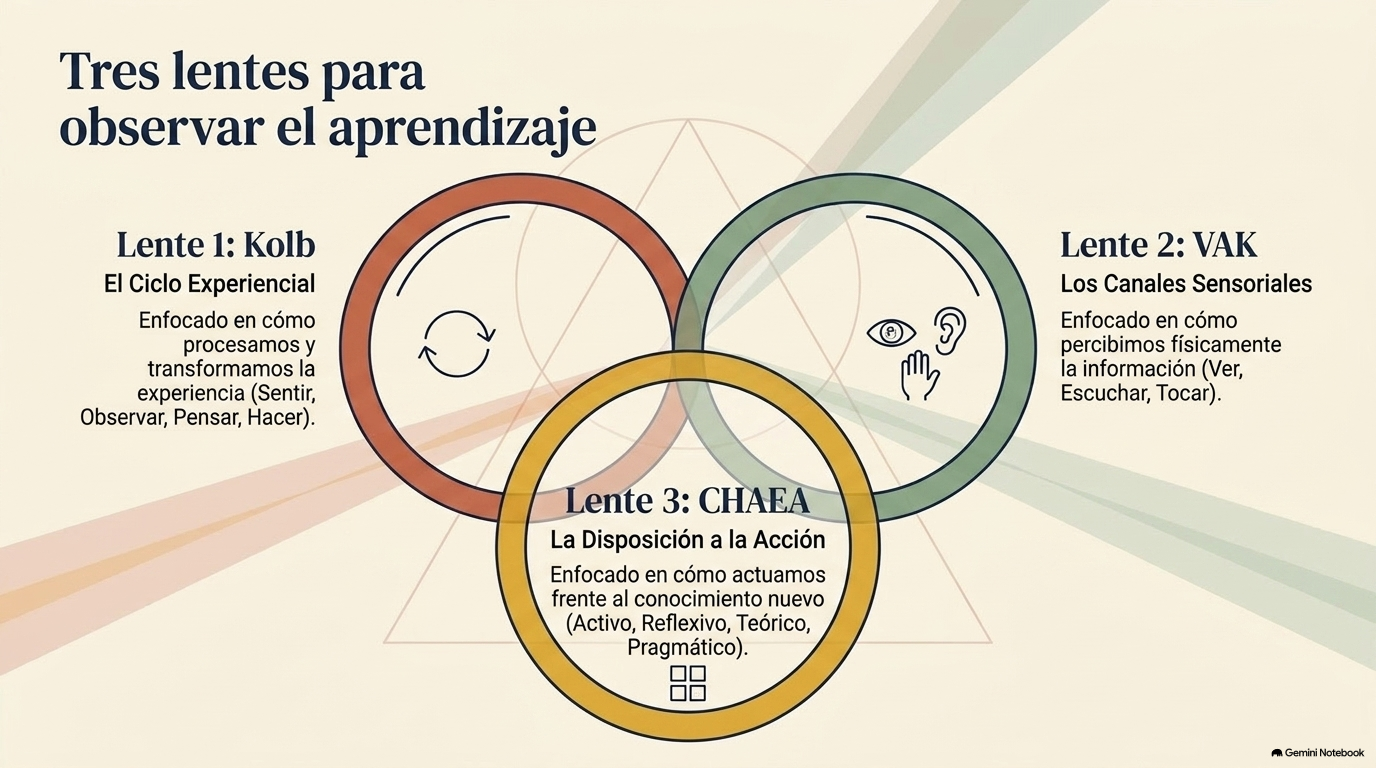 Tres lentes para
observar el aprendizaje
Lente 1: Kolb
El Ciclo Experiencial
Enfocado en cómo
procesamos y
transformamos la
experiencia (Sentir,
Observar, Pensar, Hacer).
Lente 2: VAK
Los Canales Sensoriales
Enfocado en cómo
percibimos físicamente
la información (Ver,
Escuchar, Tocar).
Lente 3: CHAEA
La Disposición a la Acción
Enfocado en cómo actuamos
frente al conocimiento nuevo
(Activo, Reflexivo, Teórico,
Pragmático).
Gemini Notebook